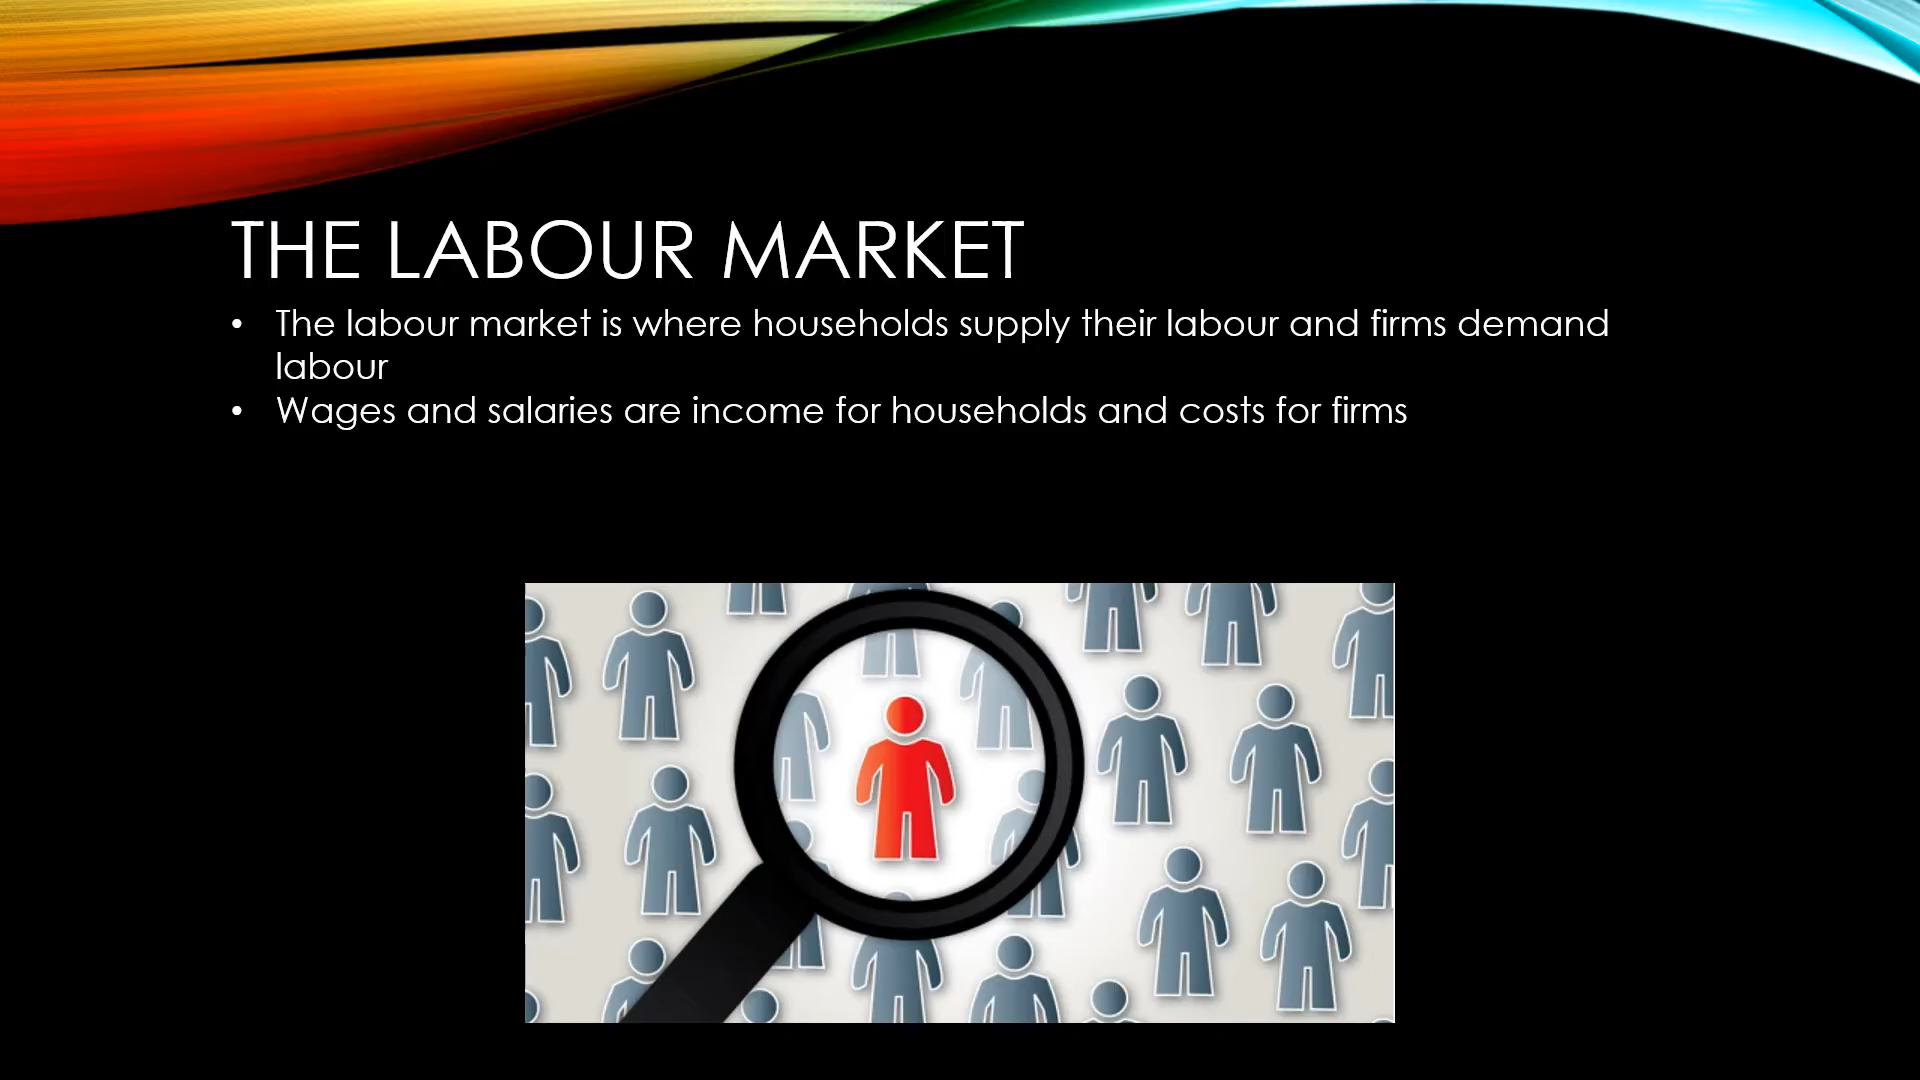 THE LABOUR MARKET
• The labour market is where households supply their labour and firms demand
labour
• Wages and salaries are income for households and costs for firms